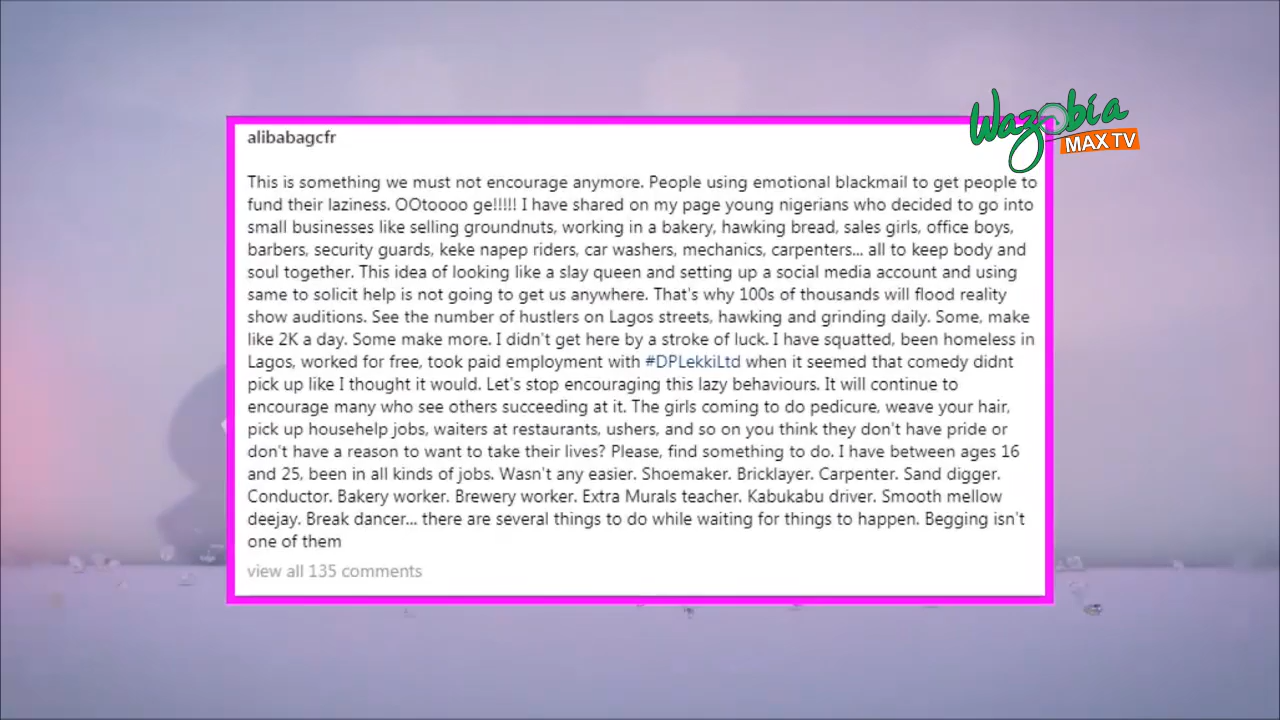 Wazobia
MAX TV
alibabagcfr
This is something we must not encourage anymore. People using emotional blackmail to get people to
fund their laziness. OOtoooo ge!!!!! I have shared on my page young nigerians who decided to go into
small businesses like selling groundnuts, working in a bakery, hawking bread, sales girls, office boys,
barbers, security guards, keke napep riders, car washers, mechanics, carpenters... all to keep body and
soul together. This idea of looking like a slay queen and setting up a social media account and using
same to solicit help is not going to get us anywhere. That's why 100s of thousands will flood reality
show auditions. See the number of hustlers on Lagos streets, hawking and grinding daily. Some, make
like 2K a day. Some make more. I didn't get here by a stroke of luck. I have squatted, been homeless in
Lagos, worked for free, took paid employment with #DPLekkiLtd when it seemed that comedy didnt
pick up like I thought it would. Let's stop encouraging this lazy behaviours. It will continue to
encourage many who see others succeeding at it. The girls coming to do pedicure, weave your hair,
pick up househelp jobs, waiters at restaurants, ushers, and so on you think they don't have pride or
don't have a reason to want to take their lives? Please, find something to do. I have between ages 16
and 25, been in all kinds of jobs. Wasn't any easier. Shoemaker. Bricklayer. Carpenter. Sand digger.
Conductor. Bakery worker. Brewery worker. Extra Murals teacher. Kabukabu driver. Smooth mellow
deejay. Break dancer... there are several things to do while waiting for things to happen. Begging isn't
one of them
view all 135 comments